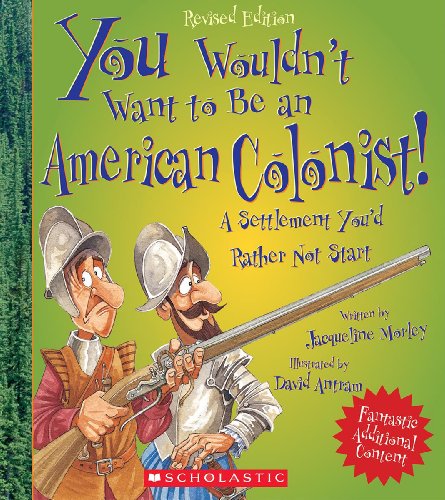 Revised Edition
You Wouldn't
Want to Be an
American Colonist!
A Settlement You'd
Rather Not Start
Written by
Jacqueline Morley
Illustrated by
David Antram
Fantastic
Additional
Content
SCHOLASTIC